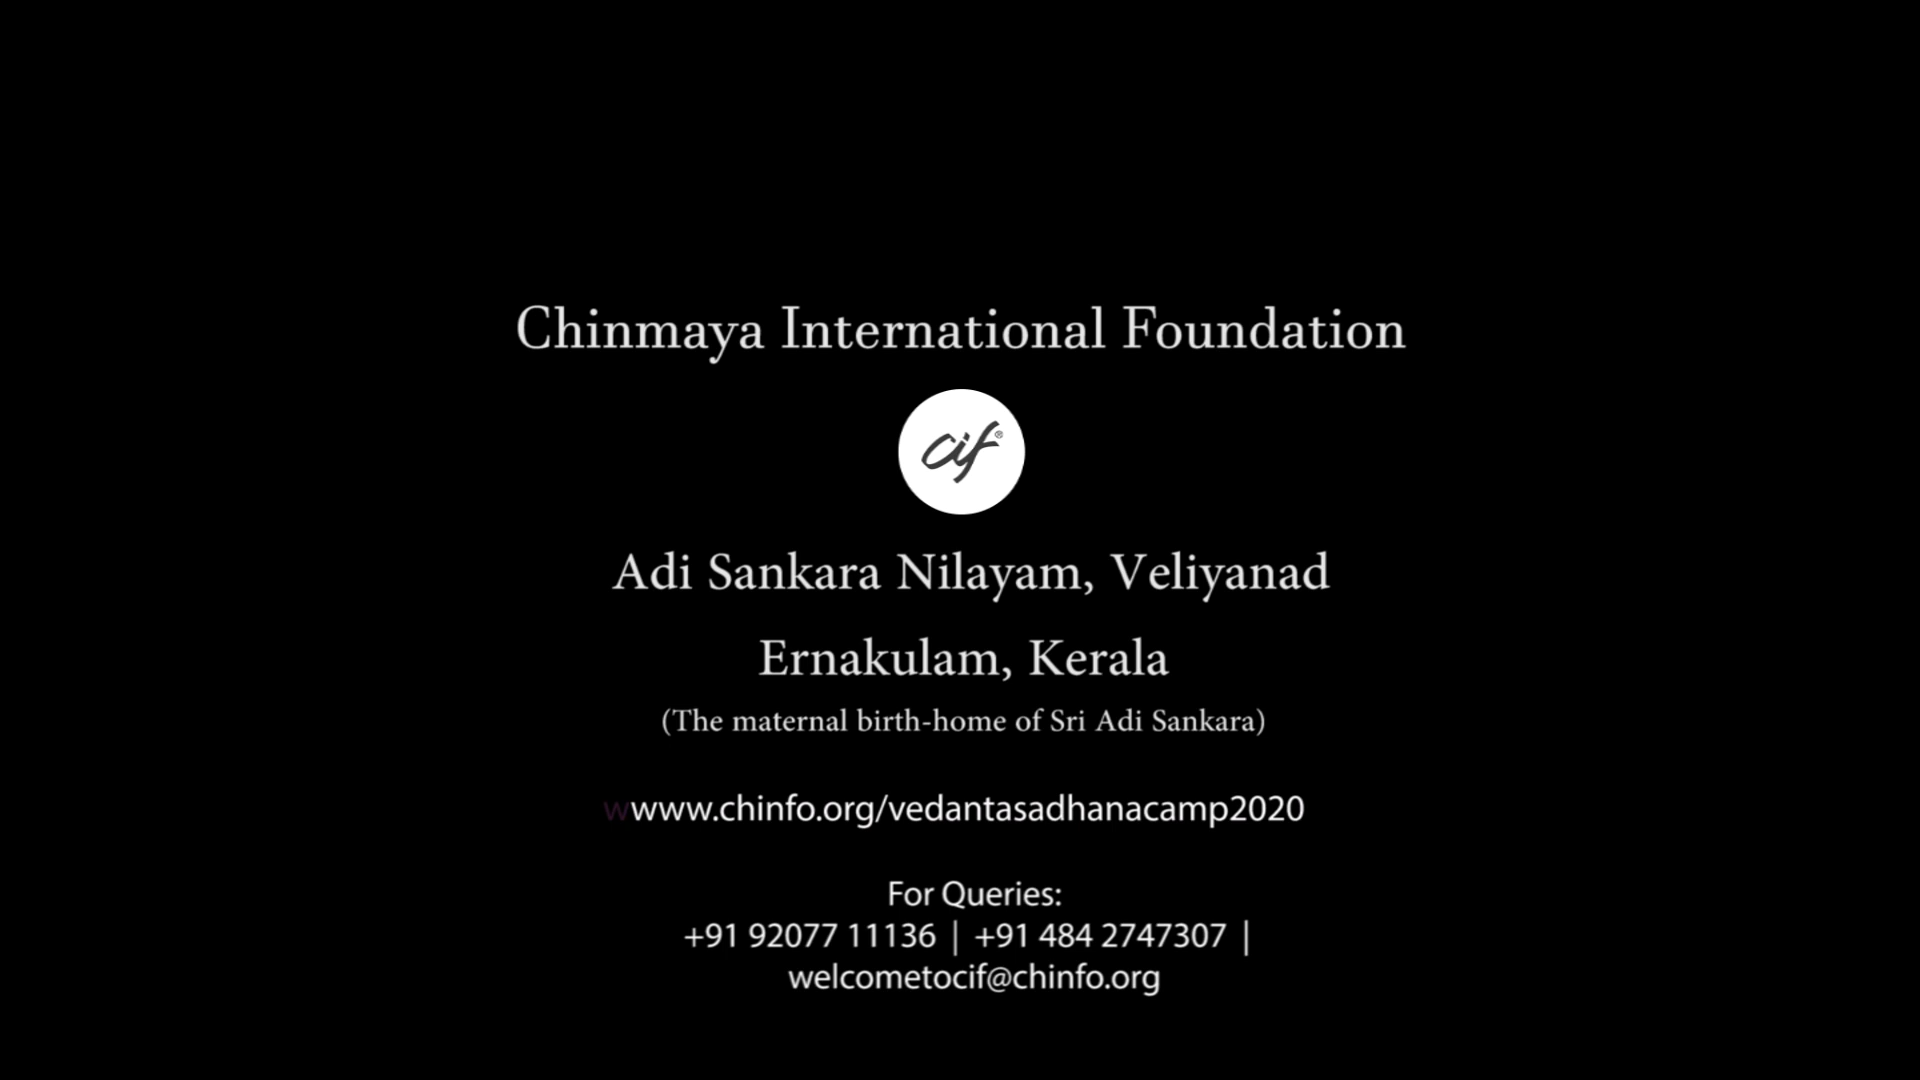 Chinmaya International Foundation
cif®
Adi Sankara Nilayam, Veliyanad
Ernakulam, Kerala
(The maternal birth-home of Sri Adi Sankara)
wwww.chinfo.org/vedantasadhanacamp2020
For Queries:
+91 92077 11136 | +91 484 2747307 |
welcometocif@chinfo.org